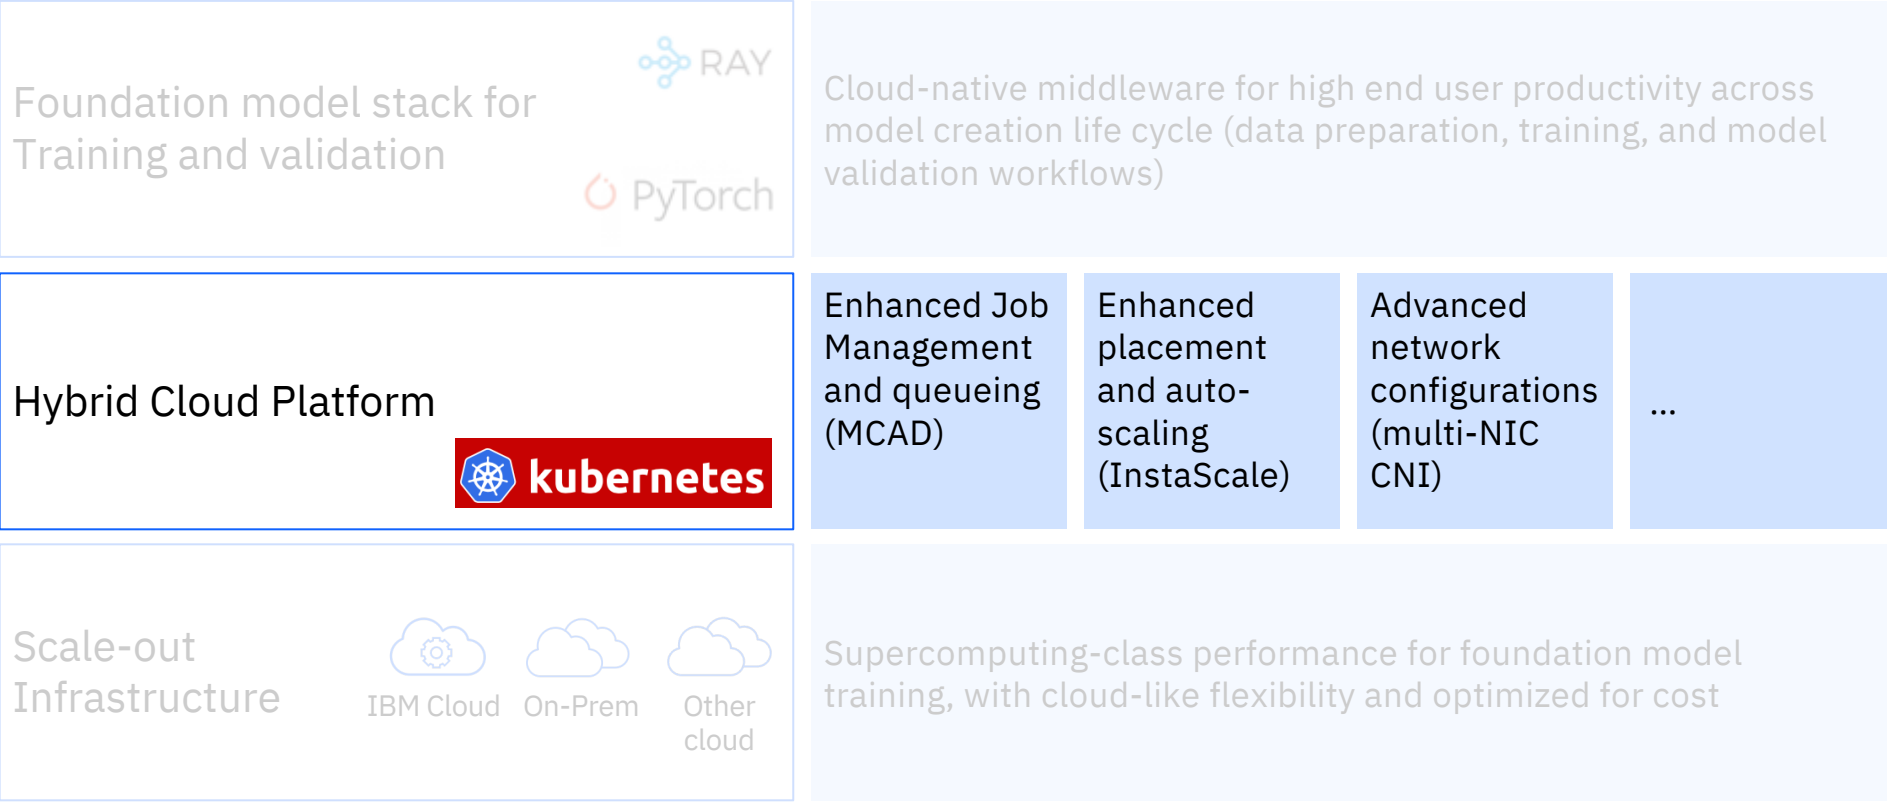 Foundation model stack for
Training and validation
RAY
PyTorch
Cloud-native middleware for high end user productivity across
model creation life cycle (data preparation, training, and model
validation workflows)
Hybrid Cloud Platform
kubernetes
Enhanced Job
Management
and queueing
(MCAD)
Enhanced
placement
and auto-
scaling
(InstaScale)
Advanced
network
configurations
(multi-NIC
CNI)
...
Scale-out
Infrastructure
IBM Cloud
On-Prem
Other
cloud
Supercomputing-class performance for foundation model
training, with cloud-like flexibility and optimized for cost